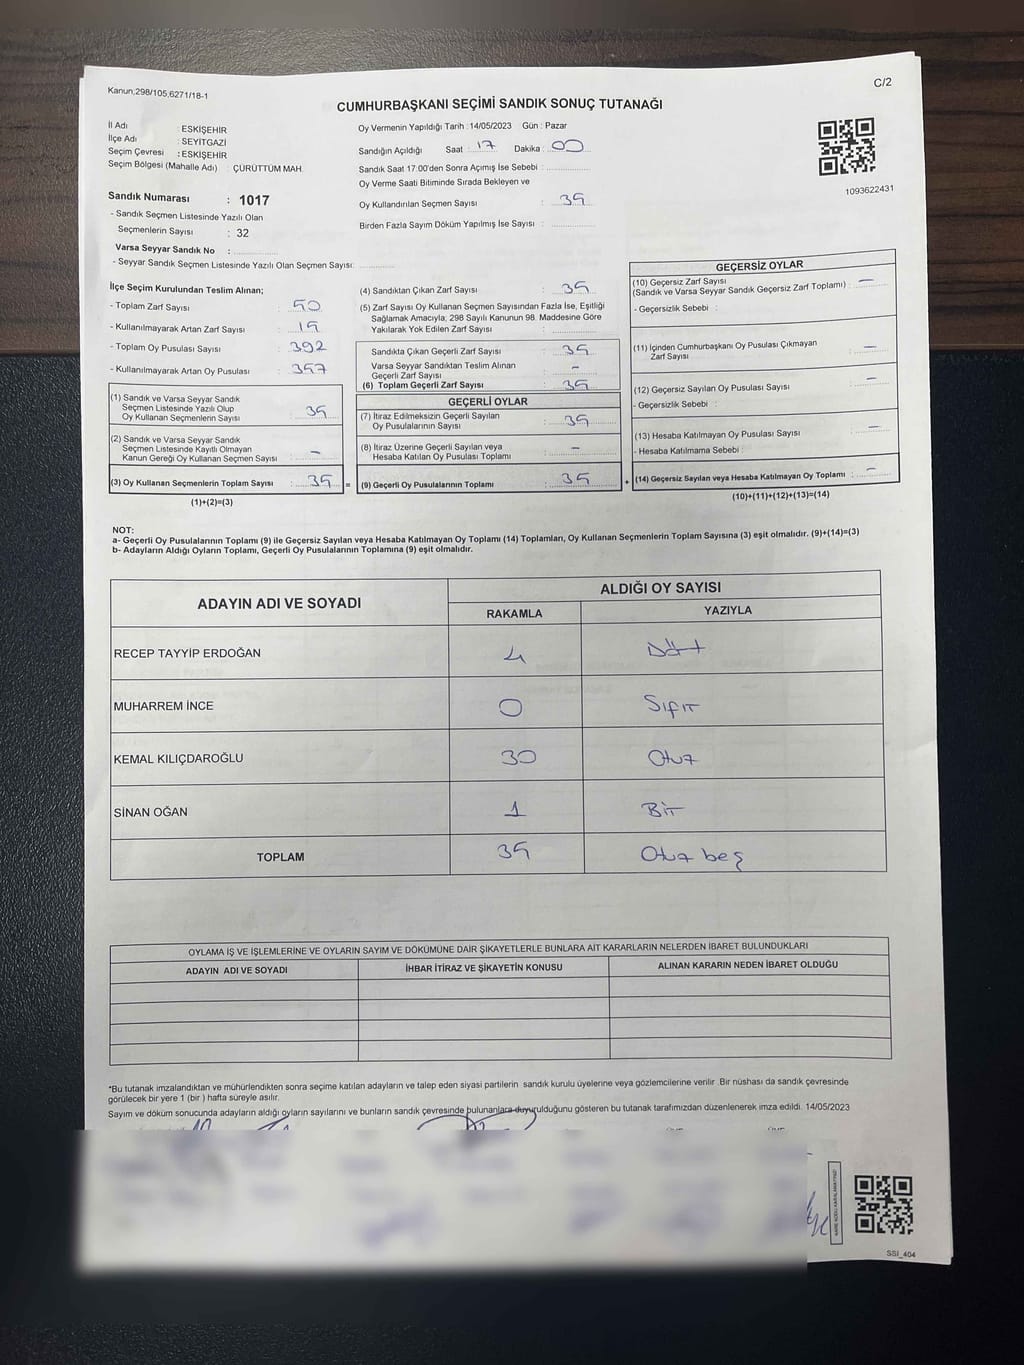 Kanun,298/105,6271/18-1
C/2
CUMHURBAŞKANI SEÇİMİ SANDIK SONUÇ TUTANAĞI
İl Adı : ESKİŞEHİR
İlçe Adı : SEYİTGAZİ
Seçim Çevresi : ESKİŞEHİR
Seçim Bölgesi (Mahalle Adı) : ÇÜRÜTTÜM MAH.
Sandık Numarası : 1017
- Sandık Seçmen Listesinde Yazılı Olan
Seçmenlerin Sayısı : 32
Varsa Seyyar Sandık No :
- Seyyar Sandık Seçmen Listesinde Yazılı Olan Seçmen Sayısı:
Oy Vermenin Yapıldığı Tarih : 14/05/2023 Gün : Pazar
Sandığın Açıldığı Saat : 17 Dakika : 00
Sandık Saat 17:00'den Sonra Açımış İse Sebebi :
Oy Verme Saati Bitiminde Sırada Bekleyen ve
Oy Kullandırılan Seçmen Sayısı : 35
Birden Fazla Sayım Döküm Yapılmış İse Sayısı :
1093622431
İlçe Seçim Kurulundan Teslim Alınan;
- Toplam Zarf Sayısı : 50
- Kullanılmayarak Artan Zarf Sayısı : 15
- Toplam Oy Pusulası Sayısı : 392
- Kullanılmayarak Artan Oy Pusulası : 357
(1) Sandık ve Varsa Seyyar Sandık
Seçmen Listesinde Yazılı Olup
Oy Kullanan Seçmenlerin Sayısı : 35
(2) Sandık ve Varsa Seyyar Sandık
Seçmen Listesinde Kayıtlı Olmayan
Kanun Gereği Oy Kullanan Seçmen Sayısı : -
(3) Oy Kullanan Seçmenlerin Toplam Sayısı : 35 =
(1)+(2)=(3)
(4) Sandıktan Çıkan Zarf Sayısı : 35
(5) Zarf Sayısı Oy Kullanan Seçmen Sayısından Fazla İse, Eşitliği
Sağlamak Amacıyla; 298 Sayılı Kanunun 98. Maddesine Göre
Yakılarak Yok Edilen Zarf Sayısı :
Sandıkta Çıkan Geçerli Zarf Sayısı : 35
Varsa Seyyar Sandıktan Teslim Alınan
Geçerli Zarf Sayısı : -
(6) Toplam Geçerli Zarf Sayısı : 35
GEÇERLİ OYLAR
(7) İtiraz Edilmeksizin Geçerli Sayılan
Oy Pusulalarının Sayısı : 35
(8) İtiraz Üzerine Geçerli Sayılan veya
Hesaba Katılan Oy Pusulası Toplamı : -
(9) Geçerli Oy Pusulalarının Toplamı : 35 +
GEÇERSİZ OYLAR
(10) Geçersiz Zarf Sayısı
(Sandık ve Varsa Seyyar Sandık Geçersiz Zarf Toplamı) : -
- Geçersizlik Sebebi :
(11) İçinden Cumhurbaşkanı Oy Pusulası Çıkmayan
Zarf Sayısı : -
(12) Geçersiz Sayılan Oy Pusulası Sayısı : -
- Geçersizlik Sebebi :
(13) Hesaba Katılmayan Oy Pusulası Sayısı : -
- Hesaba Katılmama Sebebi :
(14) Geçersiz Sayılan veya Hesaba Katılmayan Oy Toplamı : -
(10)+(11)+(12)+(13)=(14)
NOT:
a- Geçerli Oy Pusulalarının Toplamı (9) ile Geçersiz Sayılan veya Hesaba Katılmayan Oy Toplamı (14) Toplamları, Oy Kullanan Seçmenlerin Toplam Sayısına (3) eşit olmalıdır. (9)+(14)=(3)
b- Adayların Aldığı Oyların Toplamı, Geçerli Oy Pusulalarının Toplamına (9) eşit olmalıdır.
ADAYIN ADI VE SOYADI
ALDIĞI OY SAYISI
RAKAMLA YAZIYLA
RECEP TAYYİP ERDOĞAN 4 Dört
MUHARREM İNCE 0 Sıfır
KEMAL KILIÇDAROĞLU 30 Otuz
SİNAN OĞAN 1 Bir
TOPLAM 35 Otuz beş
OYLAMA İŞ VE İŞLEMLERİNE VE OYLARIN SAYIM VE DÖKÜMÜNE DAİR ŞİKAYETLERLE BUNLARA AİT KARARLARIN NELERDEN İBARET BULUNDUKLARI
ADAYIN ADI VE SOYADI İHBAR İTİRAZ VE ŞİKAYETİN KONUSU ALINAN KARARIN NEDEN İBARET OLDUĞU
*Bu tutanak imzalandıktan ve mühürlendikten sonra seçime katılan adayların ve talep eden siyasi partilerin sandık kurulu üyelerine veya gözlemcilerine verilir .Bir nüshası da sandık çevresinde
görülecek bir yere 1 (bir ) hafta süreyle asılır.
Sayım ve döküm sonucunda adayların aldığı oyların sayılarını ve bunların sandık çevresinde bulunanlara duyurulduğunu gösteren bu tutanak tarafımızdan düzenlenerek imza edildi. 14/05/2023
SSI_404